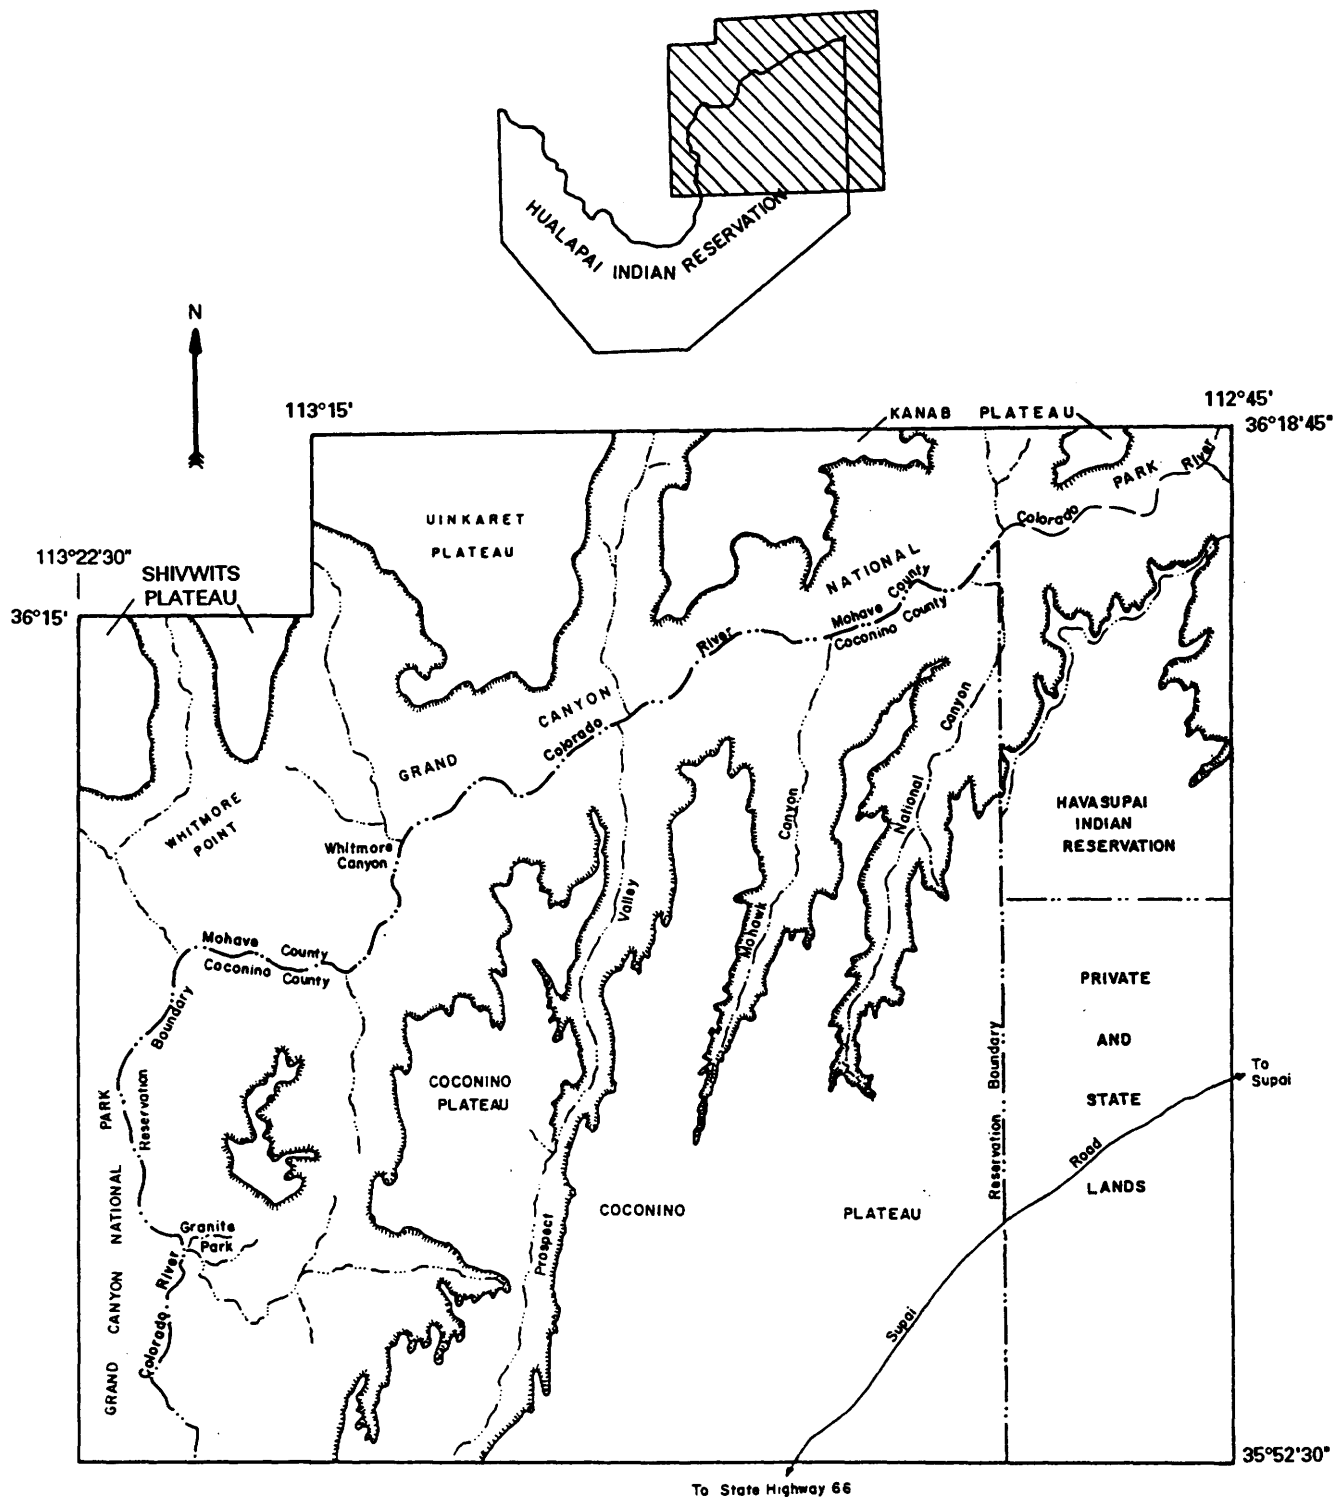 HUALAPAI INDIAN RESERVATION
N
113°15'
KANAB PLATEAU
112°45'
36°18'45"
PARK
River
UINKARET
PLATEAU
Colorado
113°22'30"
SHIVWITS
PLATEAU
NATIONAL
36°15'
Mohave County
Coconino County
River
Canyon
CANYON
Colorado
GRAND
National
Canyon
HAVASUPAI
INDIAN
RESERVATION
WHITMORE
POINT
Whitmore
Canyon
Valley
Mohawk
Mohave County
Coconino County
PRIVATE
AND
STATE
LANDS
Boundary
Reservation
Reservation Boundary
To
Supai
COCONINO
PLATEAU
Road
GRAND CANYON NATIONAL PARK
COCONINO PLATEAU
Granite
Park
Prospect
River
Colorado
Supai
35°52'30"
To State Highway 66